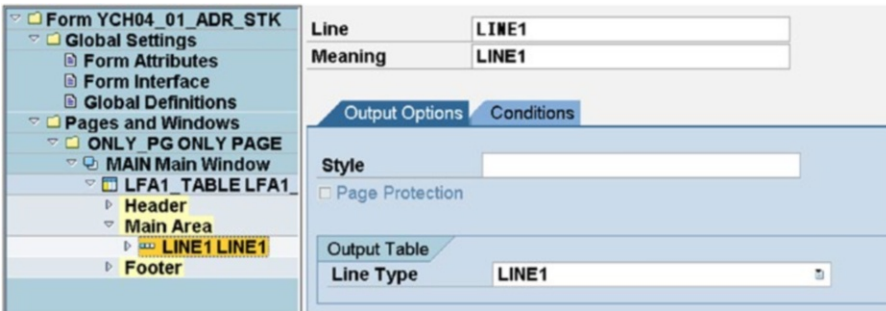 Form YCH04_01_ADR_STK
Global Settings
Form Attributes
Form Interface
Global Definitions
Pages and Windows
ONLY_PG ONLY PAGE
MAIN Main Window
LFA1_TABLE LFA1_
Header
Main Area
LINE1 LINE1
Footer
Line LINE1
Meaning LINE1
Output Options Conditions
Style
Page Protection
Output Table
Line Type LINE1